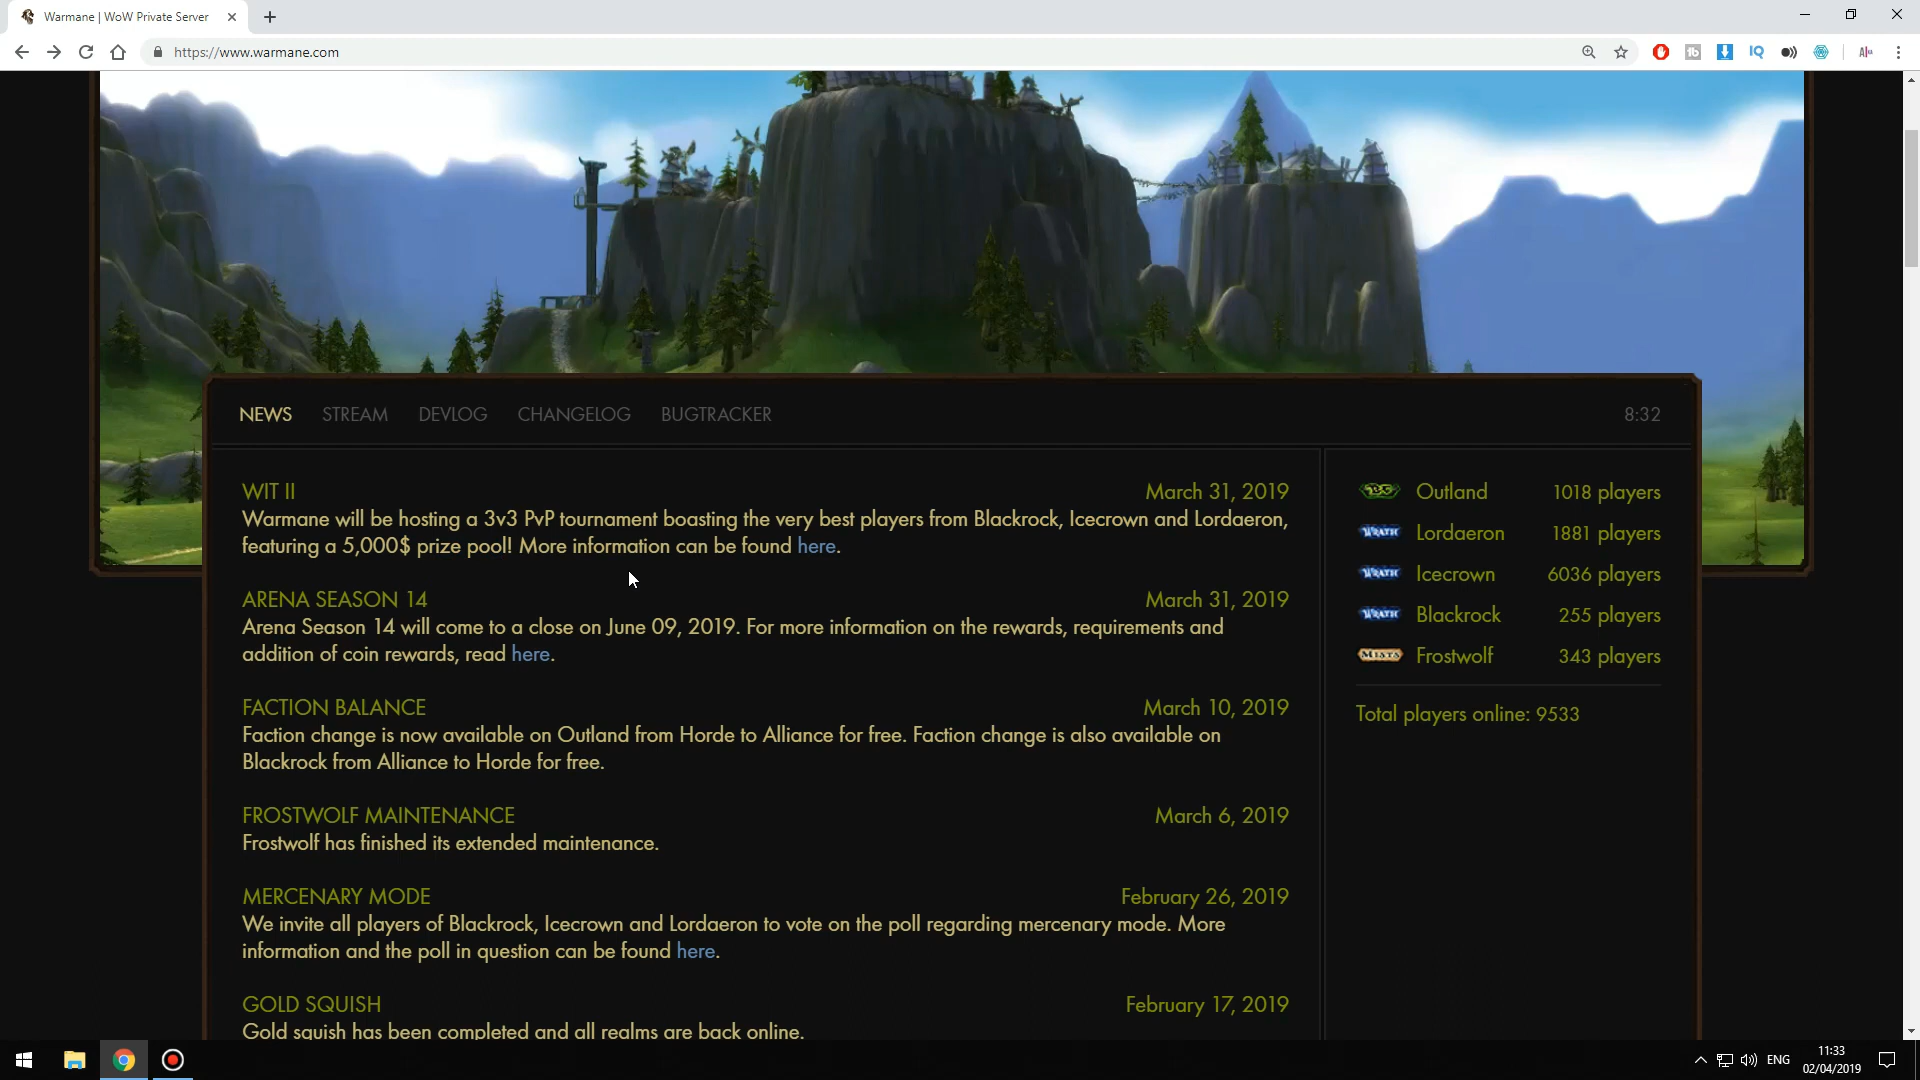 Warmane | WoW Private Server
https://www.warmane.com
NEWS STREAM DEVLOG CHANGELOG BUGTRACKER 8:32
WIT II March 31, 2019
Warmane will be hosting a 3v3 PvP tournament boasting the very best players from Blackrock, Icecrown and Lordaeron,
featuring a 5,000$ prize pool! More information can be found here.
ARENA SEASON 14 March 31, 2019
Arena Season 14 will come to a close on June 09, 2019. For more information on the rewards, requirements and
addition of coin rewards, read here.
FACTION BALANCE March 10, 2019
Faction change is now available on Outland from Horde to Alliance for free. Faction change is also available on
Blackrock from Alliance to Horde for free.
FROSTWOLF MAINTENANCE March 6, 2019
Frostwolf has finished its extended maintenance.
MERCENARY MODE February 26, 2019
We invite all players of Blackrock, Icecrown and Lordaeron to vote on the poll regarding mercenary mode. More
information and the poll in question can be found here.
GOLD SQUISH February 17, 2019
Gold squish has been completed and all realms are back online.
BC Outland 1018 players
WRATH Lordaeron 1881 players
WRATH Icecrown 6036 players
WRATH Blackrock 255 players
MISTS Frostwolf 343 players
Total players online: 9533
ENG
11:33
02/04/2019